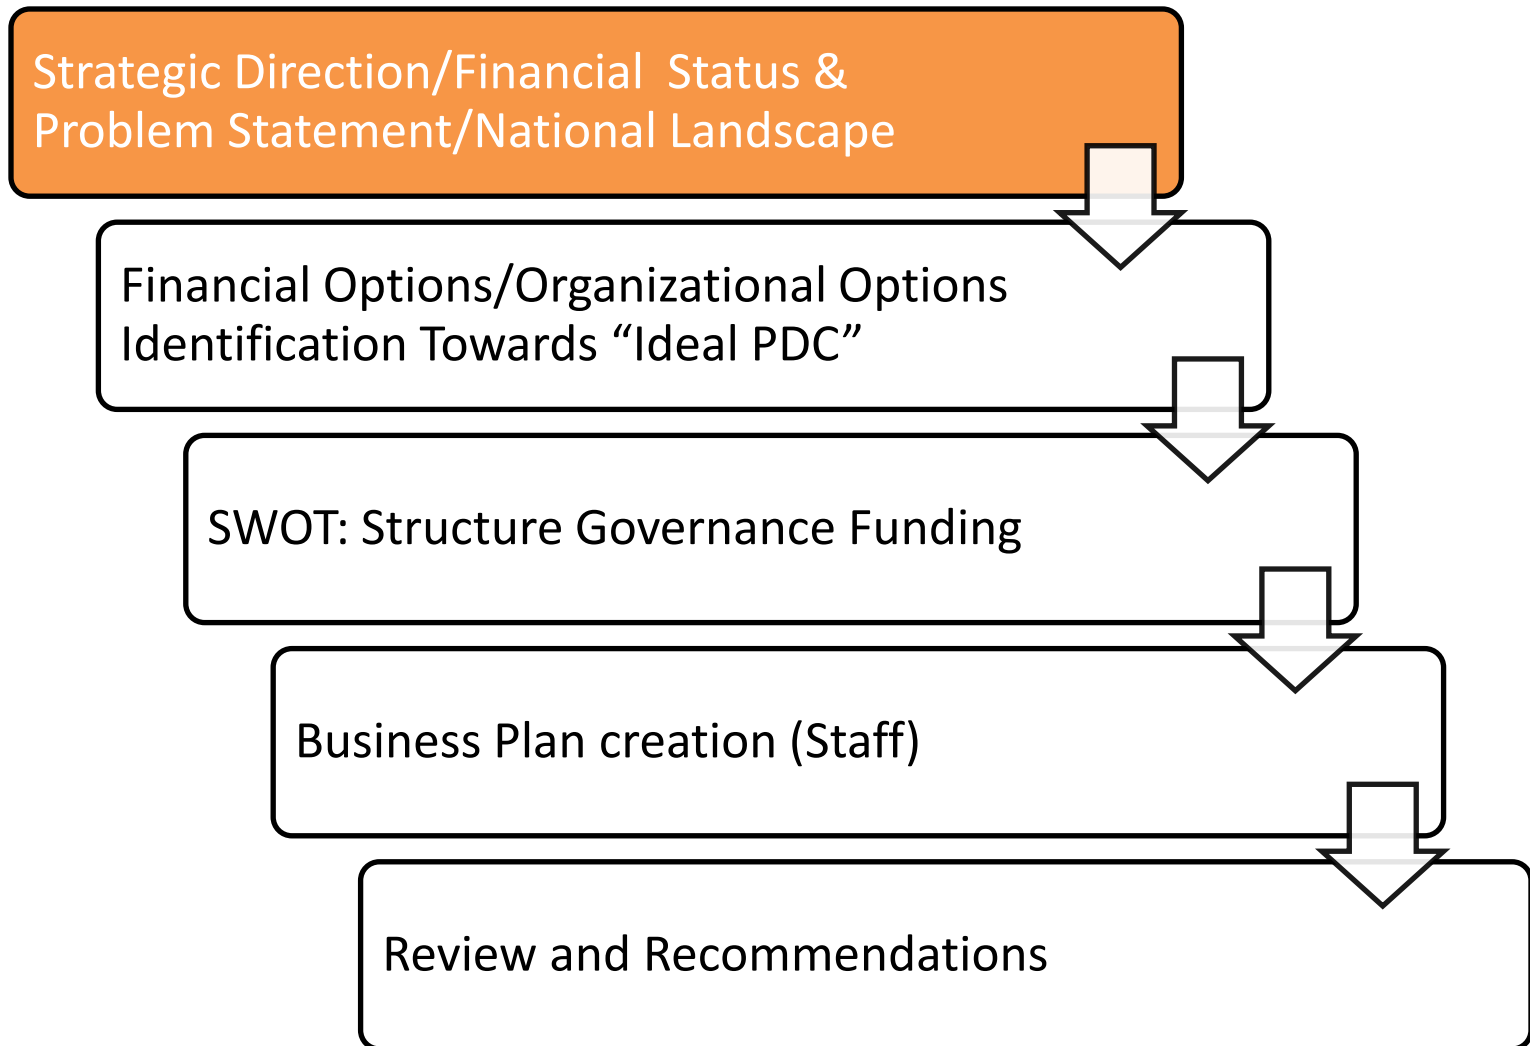 Strategic Direction/Financial  Status &
Problem Statement/National Landscape
Financial Options/Organizational Options
Identification Towards “Ideal PDC”
SWOT: Structure Governance Funding
Business Plan creation (Staff)
Review and Recommendations